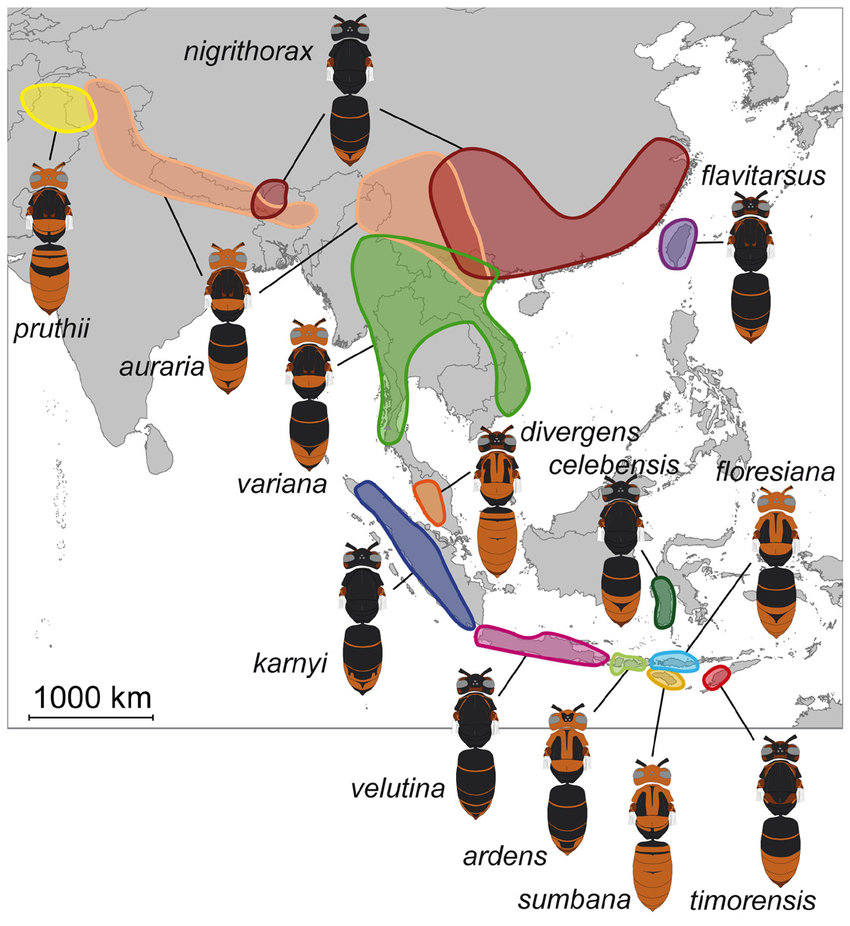 nigrithorax
flavitarsus
pruthii
auraria
variana
divergens
celebensis
floresiana
karnyi
1000 km
velutina
ardens
sumbana
timorensis